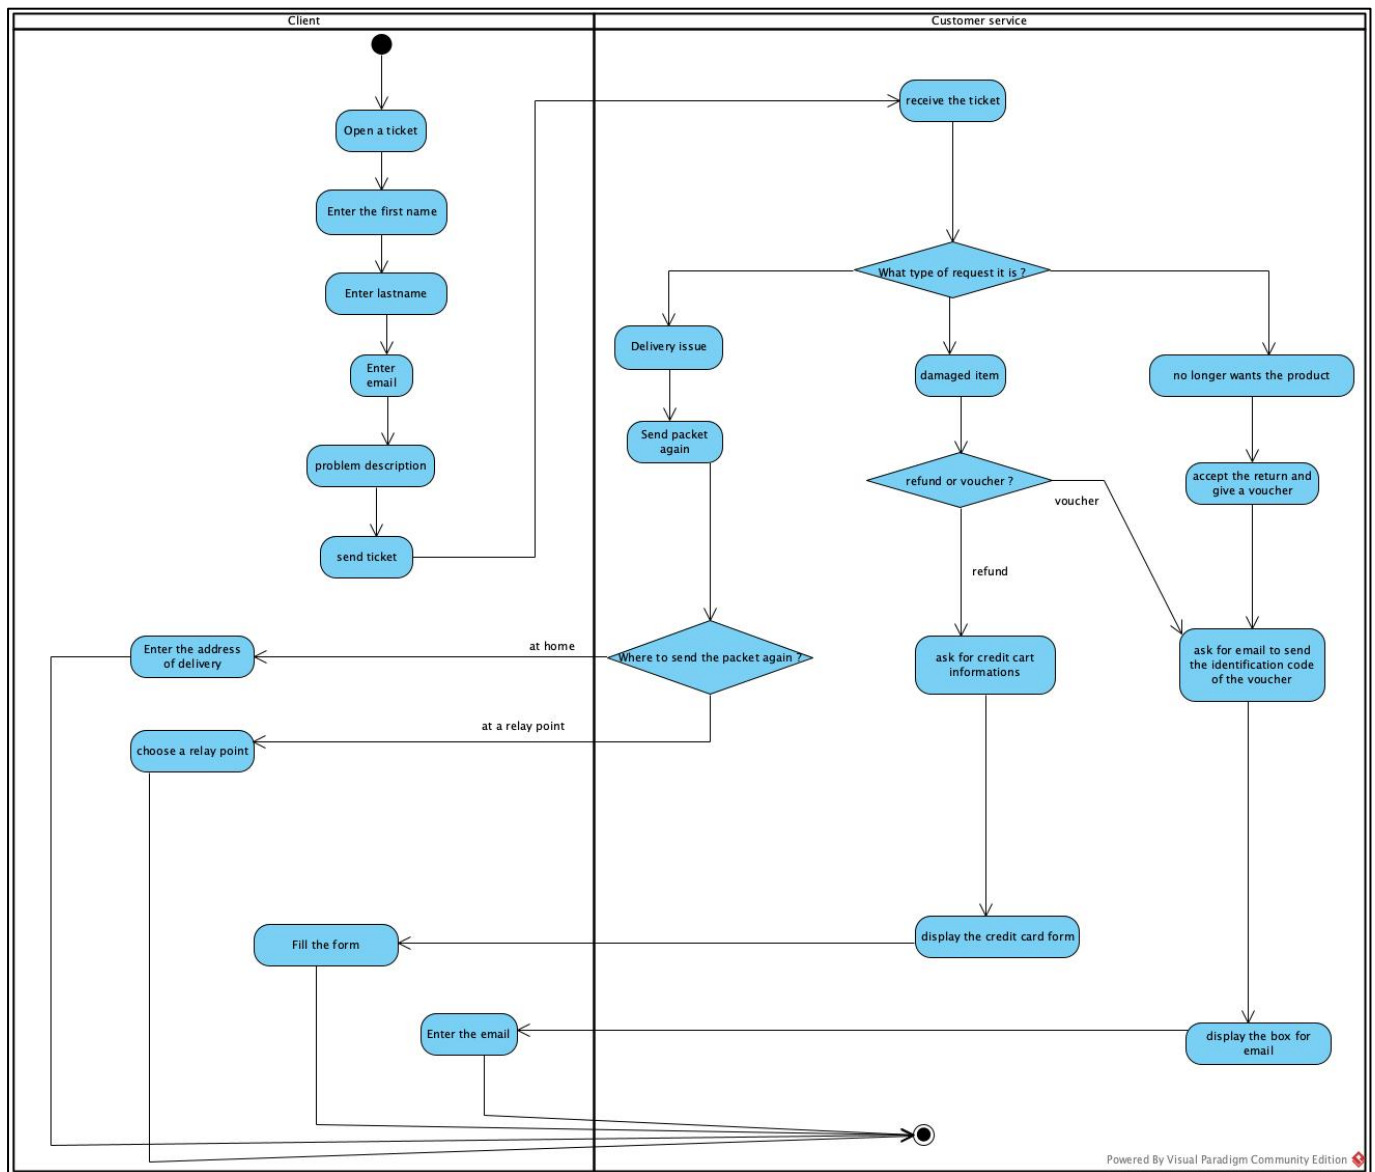 Client
Customer service
receive the ticket
Open a ticket
Enter the first name
What type of request it is ?
Enter lastname
Delivery issue
Enter
email
damaged item
no longer wants the product
Send packet
again
problem description
refund or voucher ?
accept the return and
give a voucher
voucher
send ticket
refund
at home
Enter the address
of delivery
Where to send the packet again ?
ask for credit cart
informations
ask for email to send
the identification code
of the voucher
at a relay point
choose a relay point
Fill the form
display the credit card form
Enter the email
display the box for
email
Powered By Visual Paradigm Community Edition